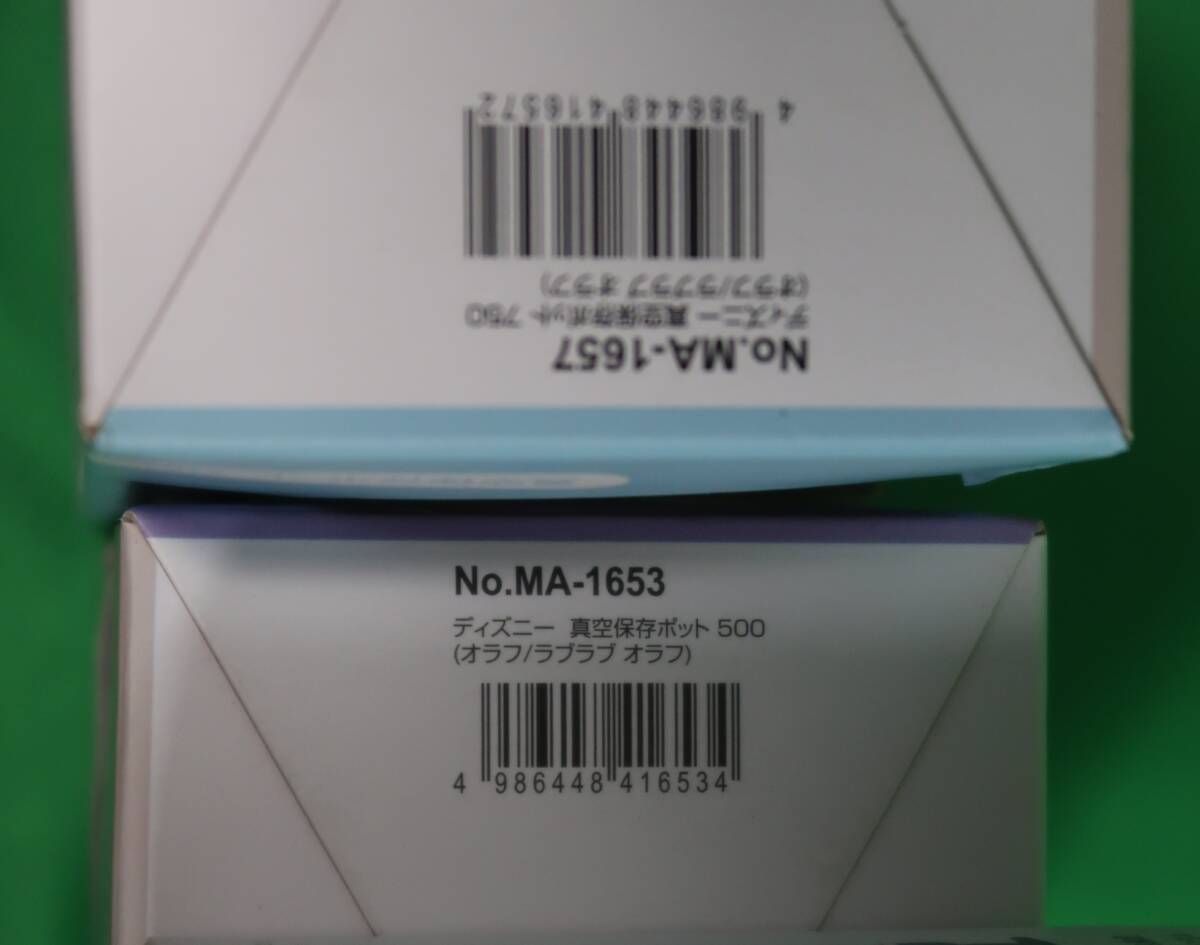 No.MA-1657
ディズニー 真空保存ポット 750
(オラフ/ラブラブ オラフ)
4 986448 416572
No.MA-1653
ディズニー 真空保存ポット 500
(オラフ/ラブラブ オラフ)
4 986448 416534